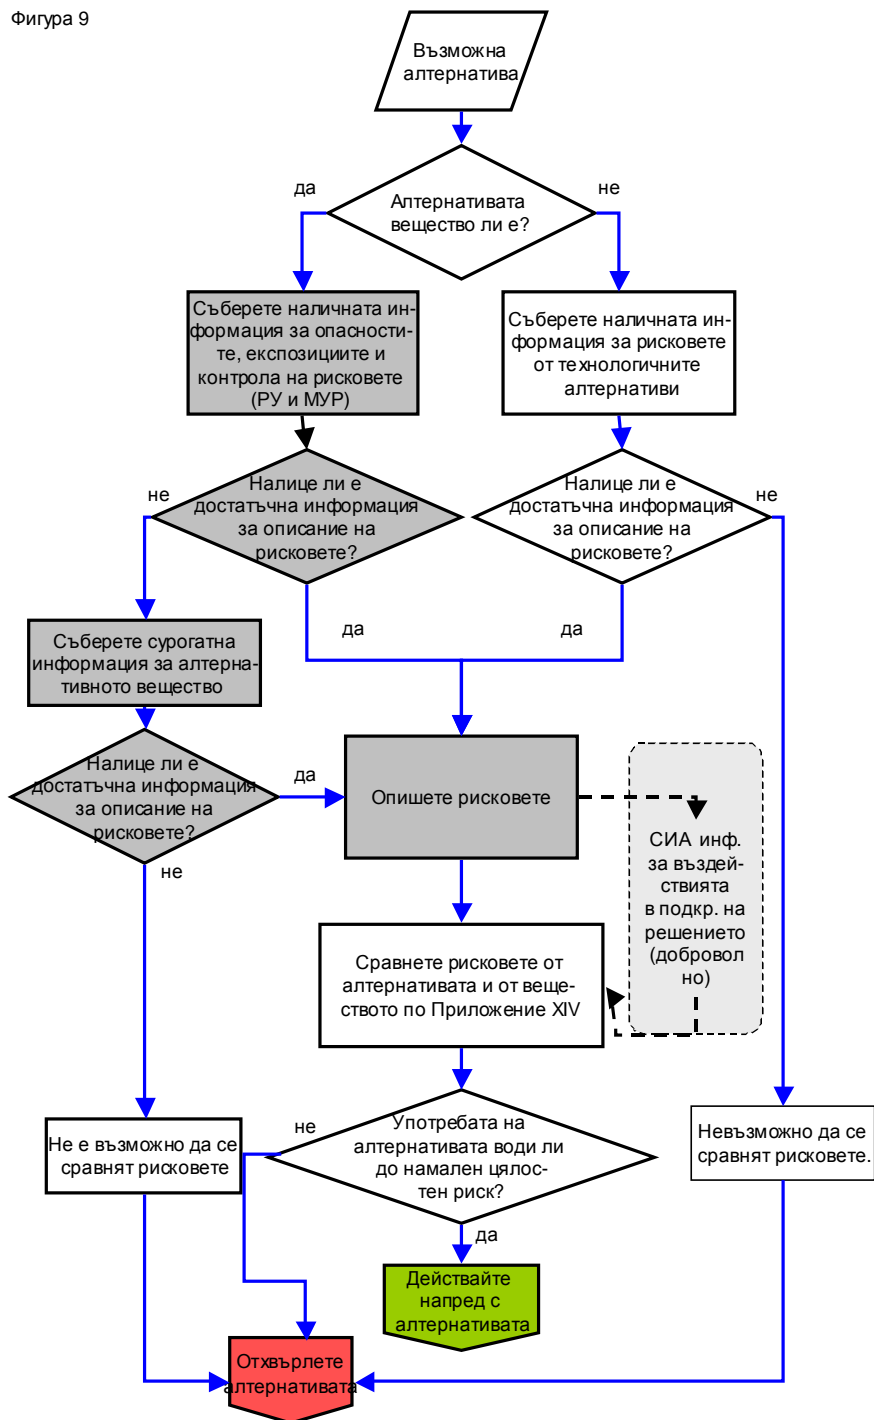 Фигура 9
Възможна
алтернатива
да
не
Алтернативата
вещество ли е?
Съберете наличната ин-
формация за опасности-
те, експозициите и
контрола на рисковете
(РУ и МУР)
Съберете наличната ин-
формация за рисковете
от технологичните
алтернативи
не
Налице ли е
достатъчна информация
за описание на
рисковете?
Налице ли е
достатъчна информация
за описание на
рисковете?
не
да
да
Съберете сурогатна
информация за алтерна-
тивното вещество
Налице ли е
достатъчна информация
за описание на
рисковете?
да
Опишете рисковете
СИА инф.
за въздей-
ствията
в подкр. на
решението
(добровол
но)
не
Сравнете рисковете от
алтернативата и от веще-
ството по Приложение XIV
не
Употребата на
алтернативата води ли
до намален цялос-
тен риск?
Не е възможно да се
сравнят рисковете
Невъзможно да се
сравнят рисковете.
да
Действайте
напред с
алтернативата
Отхвърлете
алтернативата